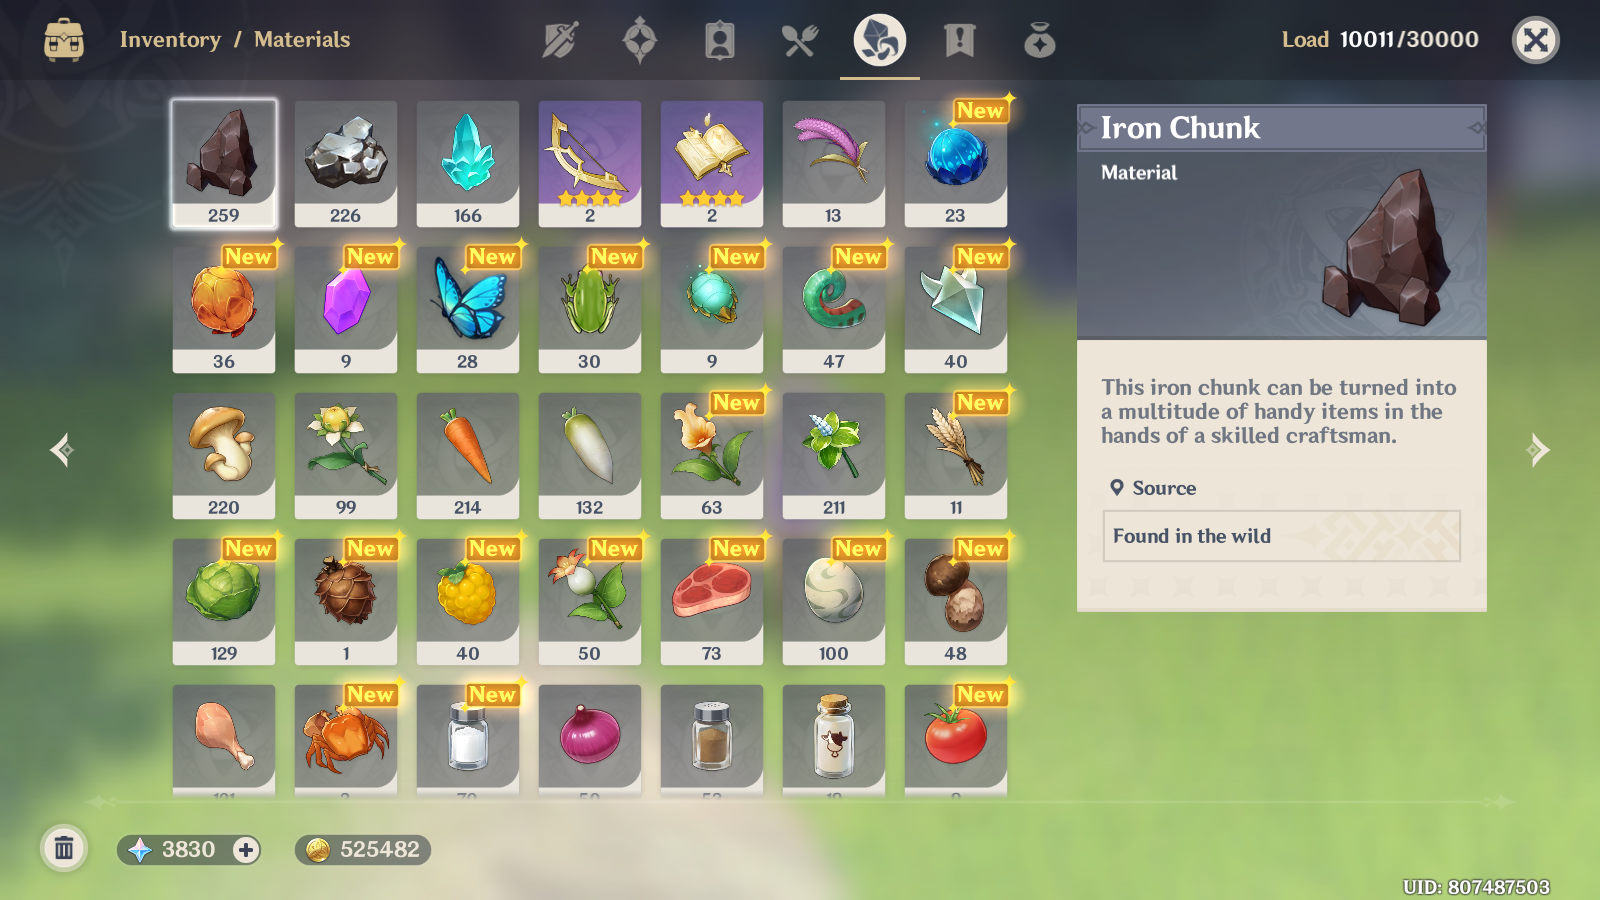 Inventory / Materials
Load 10011/30000
259
226
166
2
2
13
New
23
New
36
New
9
New
28
New
30
New
9
New
47
New
40
220
99
214
132
New
63
211
New
11
New
129
New
1
New
40
New
50
New
73
New
100
New
48
New
New
New
Iron Chunk
Material
This iron chunk can be turned into
a multitude of handy items in the
hands of a skilled craftsman.
Source
Found in the wild
3830
525482
UID: 807487503